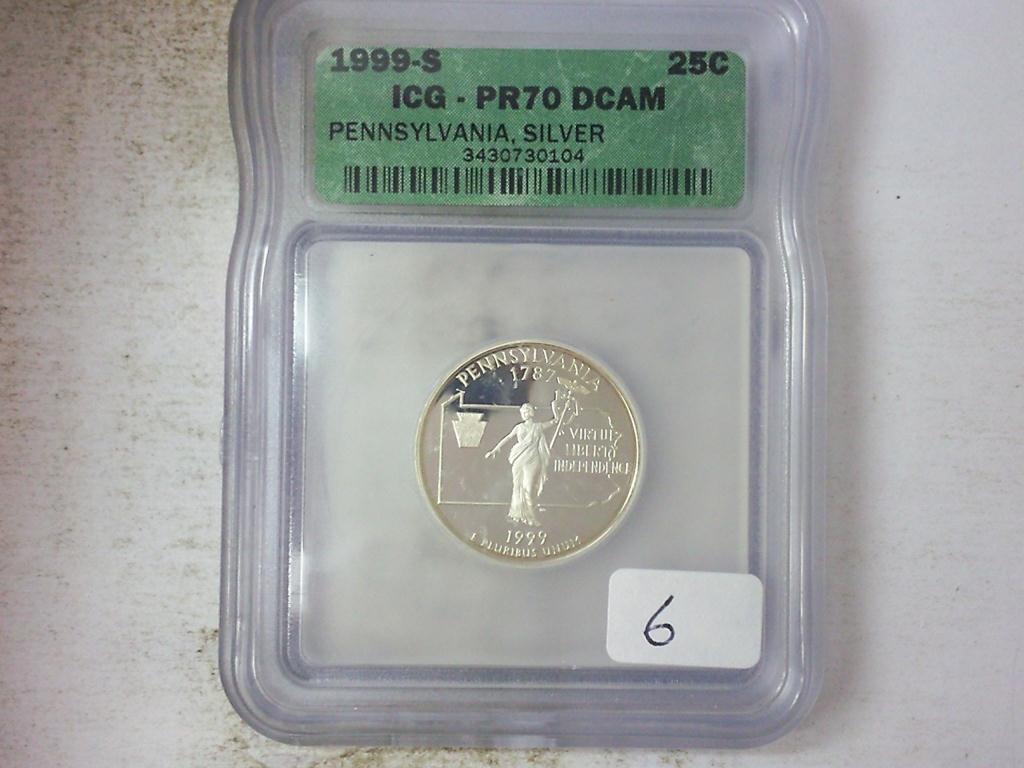 1999-S 25C
ICG - PR70 DCAM
PENNSYLVANIA, SILVER
3430730104
PENNSYLVANIA
1787
VIRTUE
LIBERTY
INDEPENDENCE
1999
E PLURIBUS UNUM
6